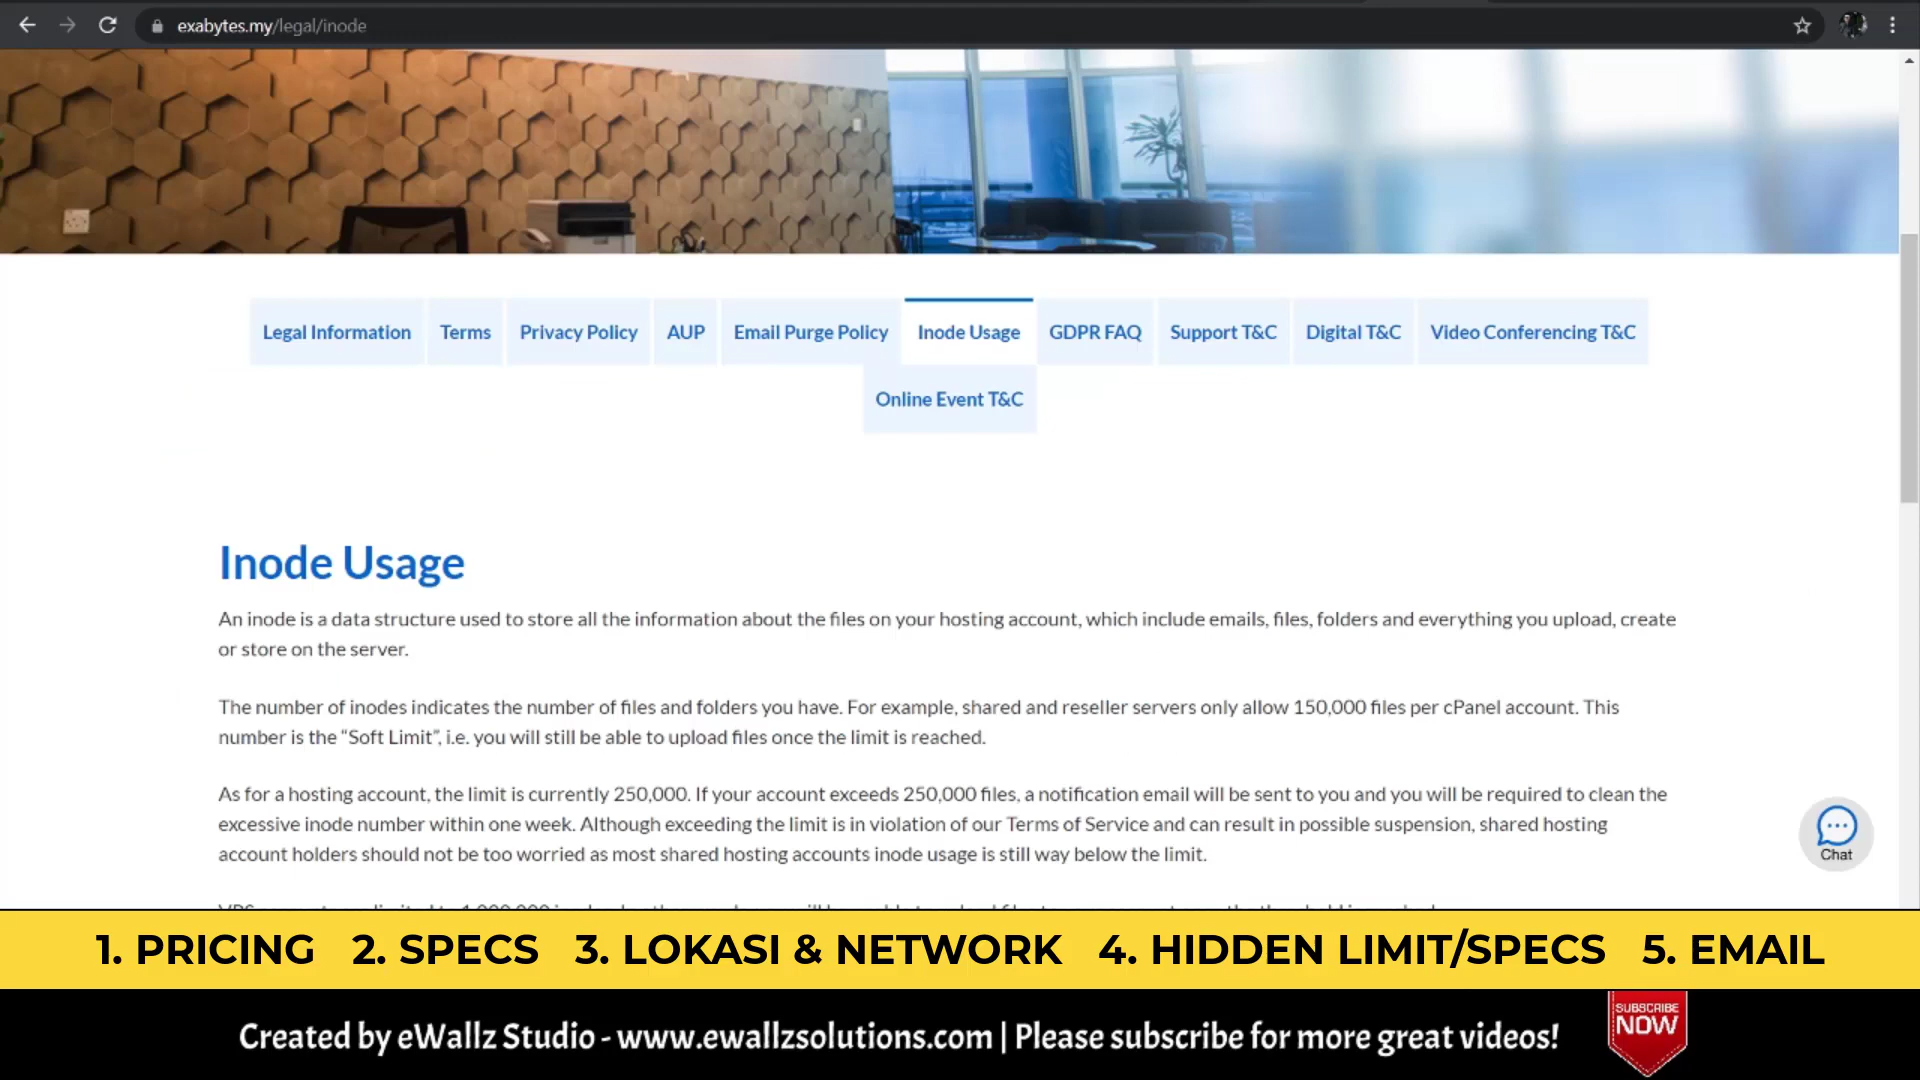 exabytes.my/legal/inode
Legal Information Terms Privacy Policy AUP Email Purge Policy Inode Usage GDPR FAQ Support T&C Digital T&C Video Conferencing T&C
Online Event T&C
Inode Usage
An inode is a data structure used to store all the information about the files on your hosting account, which include emails, files, folders and everything you upload, create
or store on the server.
The number of inodes indicates the number of files and folders you have. For example, shared and reseller servers only allow 150,000 files per cPanel account. This
number is the “Soft Limit”, i.e. you will still be able to upload files once the limit is reached.
As for a hosting account, the limit is currently 250,000. If your account exceeds 250,000 files, a notification email will be sent to you and you will be required to clean the
excessive inode number within one week. Although exceeding the limit is in violation of our Terms of Service and can result in possible suspension, shared hosting
account holders should not be too worried as most shared hosting accounts inode usage is still way below the limit.
Chat
1. PRICING 2. SPECS 3. LOKASI & NETWORK 4. HIDDEN LIMIT/SPECS 5. EMAIL
Created by eWallz Studio - www.ewallzsolutions.com | Please subscribe for more great videos!
SUBSCRIBE
NOW